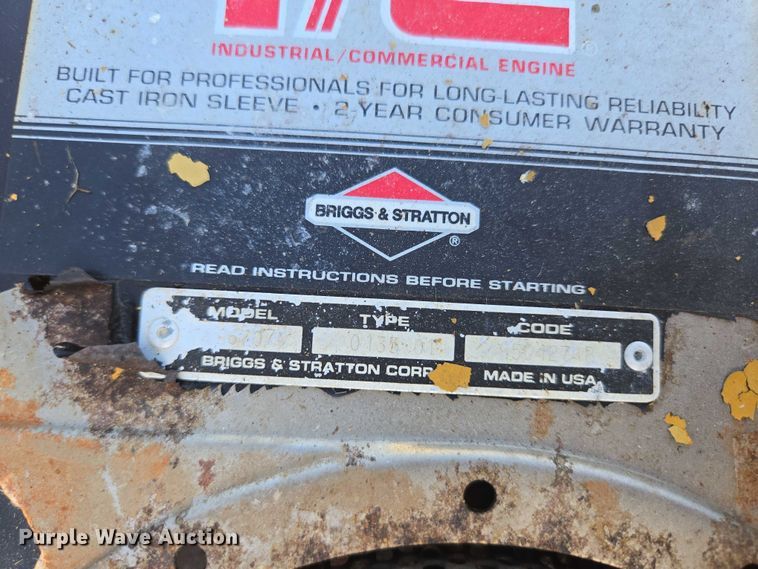 I/C ®
INDUSTRIAL/COMMERCIAL ENGINE
BUILT FOR PROFESSIONALS FOR LONG-LASTING RELIABILITY
CAST IRON SLEEVE • 2 YEAR CONSUMER WARRANTY
BRIGGS & STRATTON
®
READ INSTRUCTIONS BEFORE STARTING
MODEL TYPE CODE
BRIGGS & STRATTON CORP MADE IN USA
Purple Wave Auction